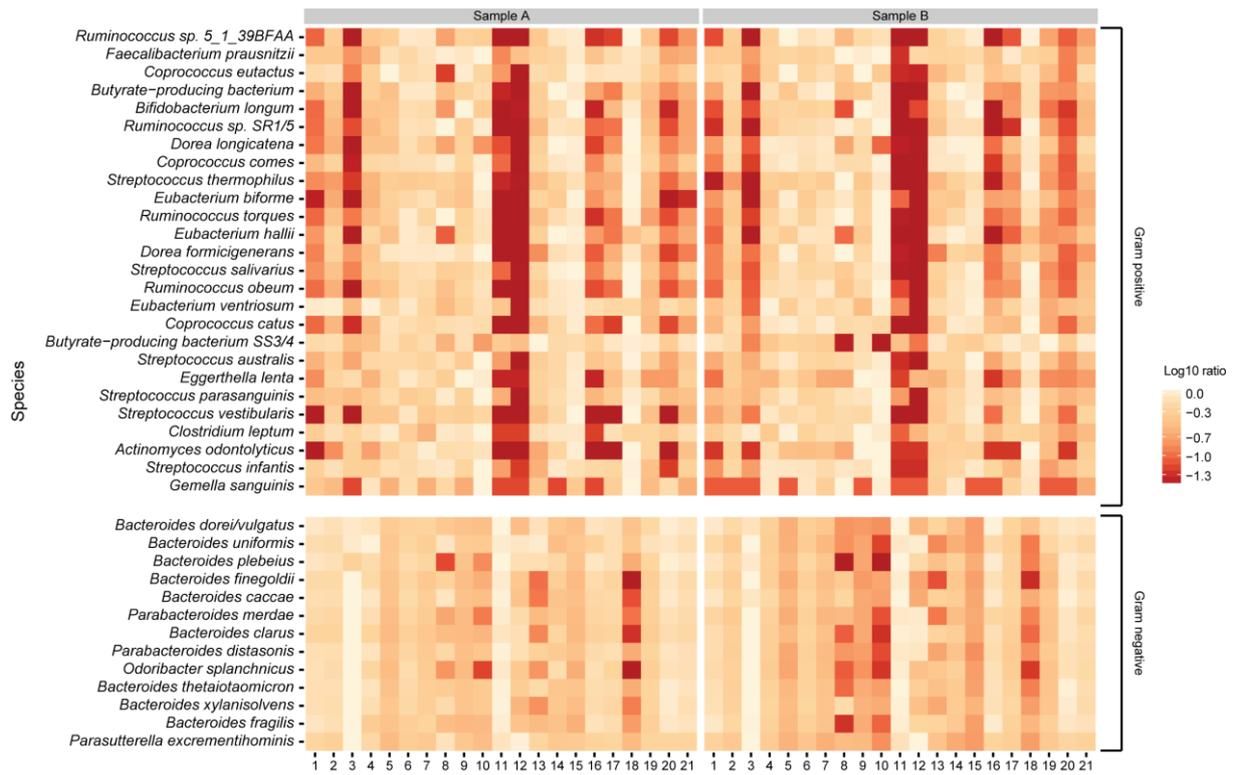 Sample A Sample B
Ruminococcus sp. 5_1_39BFAA
Faecalibacterium prausnitzii
Coprococcus eutactus
Butyrate−producing bacterium
Bifidobacterium longum
Ruminococcus sp. SR1/5
Dorea longicatena
Coprococcus comes
Streptococcus thermophilus
Eubacterium biforme
Ruminococcus torques
Eubacterium hallii
Dorea formicigenerans
Streptococcus salivarius
Ruminococcus obeum
Eubacterium ventriosum
Coprococcus catus
Butyrate−producing bacterium SS3/4
Streptococcus australis
Eggerthella lenta
Streptococcus parasanguinis
Streptococcus vestibularis
Clostridium leptum
Actinomyces odontolyticus
Streptococcus infantis
Gemella sanguinis
Gram positive
Species
Log10 ratio
0.0
−0.3
−0.7
−1.0
−1.3
Bacteroides dorei/vulgatus
Bacteroides uniformis
Bacteroides plebeius
Bacteroides finegoldii
Bacteroides caccae
Parabacteroides merdae
Bacteroides clarus
Parabacteroides distasonis
Odoribacter splanchnicus
Bacteroides thetaiotaomicron
Bacteroides xylanisolvens
Bacteroides fragilis
Parasutterella excrementihominis
Gram negative
1 2 3 4 5 6 7 8 9 10 11 12 13 14 15 16 17 18 19 20 21 1 2 3 4 5 6 7 8 9 10 11 12 13 14 15 16 17 18 19 20 21